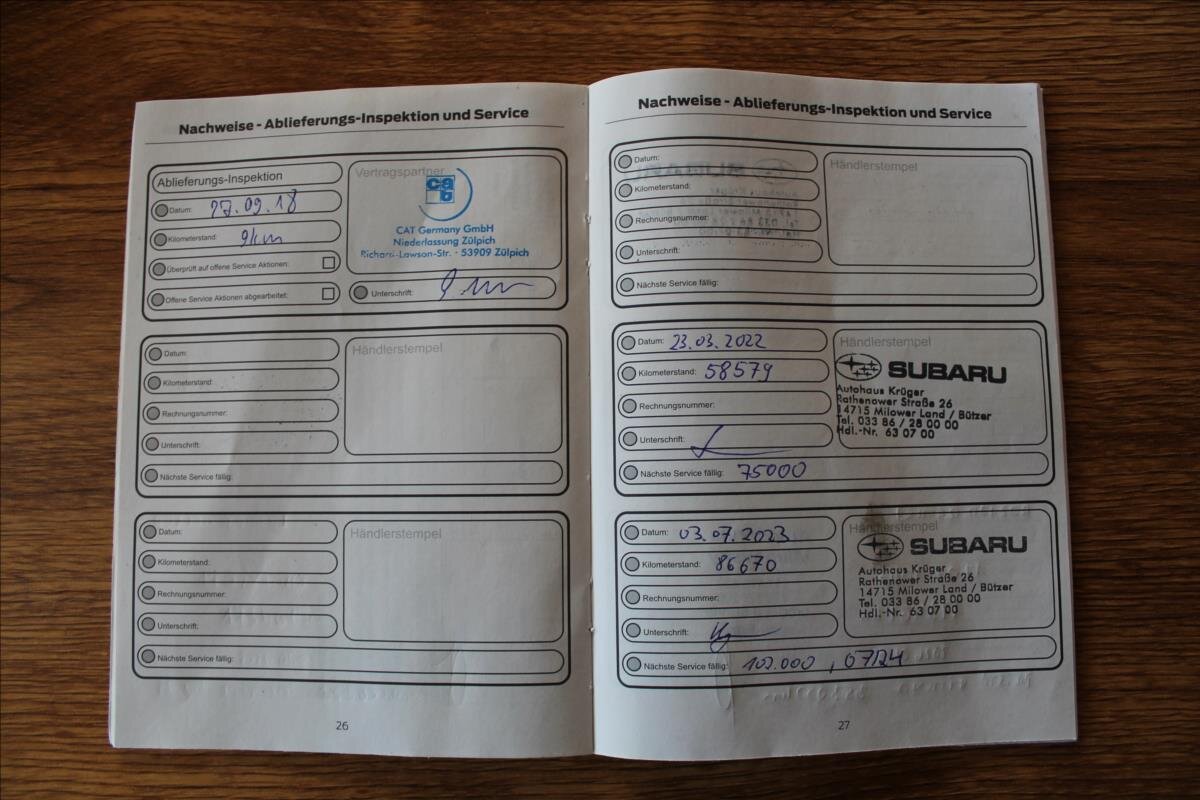 Nachweise - Ablieferungs-Inspektion und Service
Ablieferungs-Inspektion
Datum: 27.09.18
Kilometerstand: 9km
Überprüft auf offene Service Aktionen:
Offene Service Aktionen abgearbeitet:
Vertragspartner
CAT Germany GmbH
Niederlassung Zülpich
Richard-Lawson-Str. · 53909 Zülpich
Unterschrift:
Datum:
Kilometerstand:
Rechnungsnummer:
Unterschrift:
Nächste Service fällig:
Händlerstempel
Datum:
Kilometerstand:
Rechnungsnummer:
Unterschrift:
Nächste Service fällig:
Händlerstempel
26
Nachweise - Ablieferungs-Inspektion und Service
Datum:
Kilometerstand:
Rechnungsnummer:
Unterschrift:
Nächste Service fällig:
Händlerstempel
Datum: 23.03.2022
Kilometerstand: 58579
Rechnungsnummer:
Unterschrift:
Nächste Service fällig: 75000
Händlerstempel
SUBARU
Autohaus Krüger
Rathenower Straße 26
14715 Milower Land / Bützer
Tel. 033 86 / 28 00 00
Hdl.-Nr. 63 07 00
Datum: 03.07.2023
Kilometerstand: 86670
Rechnungsnummer:
Unterschrift:
Nächste Service fällig: 102.000, 07/24
Händlerstempel
SUBARU
Autohaus Krüger
Rathenower Straße 26
14715 Milower Land / Bützer
Tel. 033 86 / 28 00 00
Hdl.-Nr. 63 07 00
27